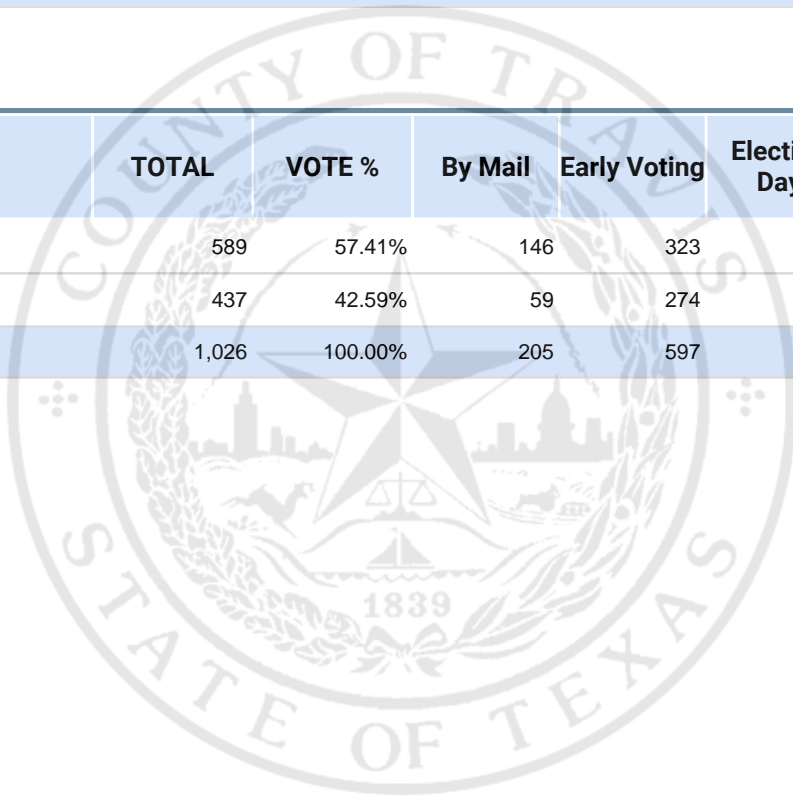 TOTAL VOTE % By Mail Early Voting
589 57.41% 146 323
437 42.59% 59 274
1,026 100.00% 205 597
COUNTY OF TRAVIS
1839
STATE OF TEXAS